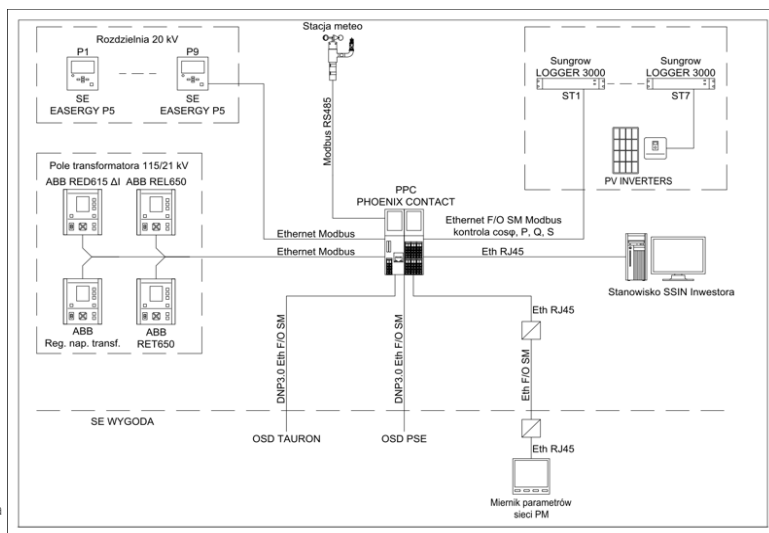 Stacja meteo
Rozdzielnia 20 kV
P1
P9
SE
EASERGY P5
SE
EASERGY P5
Modbus RS485
Sungrow
LOGGER 3000
Sungrow
LOGGER 3000
ST1
ST7
PV INVERTERS
Pole transformatora 115/21 kV
ABB RED615 ΔI
ABB REL650
ABB
Reg. nap. transf.
ABB
RET650
PPC
PHOENIX CONTACT
Ethernet Modbus
Ethernet Modbus
Ethernet F/O SM Modbus
kontrola cosφ, P, Q, S
Eth RJ45
Stanowisko SSIN Inwestora
DNP3.0 Eth F/O SM
DNP3.0 Eth F/O SM
Eth RJ45
Eth F/O SM
SE WYGODA
OSD TAURON
OSD PSE
Eth RJ45
Miernik parametrów
sieci PM